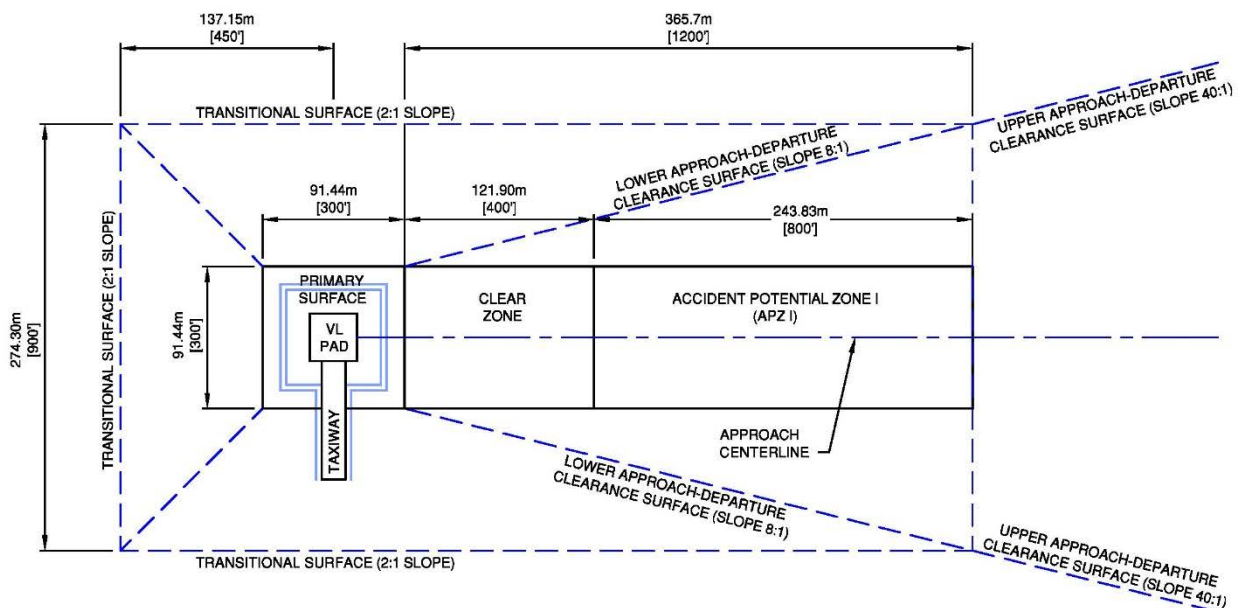 137.15m
[450']
365.7m
[1200']
TRANSITIONAL SURFACE (2:1 SLOPE)
UPPER APPROACH-DEPARTURE
CLEARANCE SURFACE (SLOPE 40:1)
LOWER APPROACH-DEPARTURE
CLEARANCE SURFACE (SLOPE 8:1)
91.44m
[300']
121.90m
[400']
243.83m
[800']
274.30m
[900']
TRANSITIONAL SURFACE (2:1 SLOPE)
91.44m
[300']
PRIMARY
SURFACE
VL
PAD
TAXIWAY
CLEAR
ZONE
ACCIDENT POTENTIAL ZONE I
(APZ I)
APPROACH
CENTERLINE
LOWER APPROACH-DEPARTURE
CLEARANCE SURFACE (SLOPE 8:1)
TRANSITIONAL SURFACE (2:1 SLOPE)
UPPER APPROACH-DEPARTURE
CLEARANCE SURFACE (SLOPE 40:1)